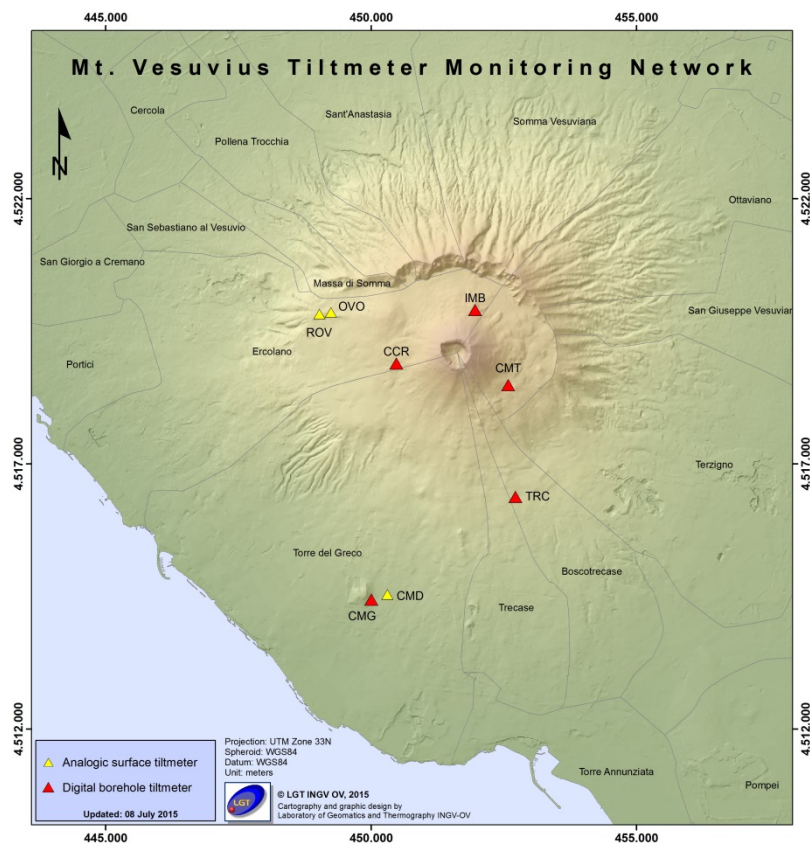 445.000
450.000
455.000
Mt. Vesuvius Tiltmeter Monitoring Network
Cercola
Sant'Anastasia
Somma Vesuviana
Pollena Trocchia
N
4.522.000
4.522.000
Ottaviano
San Sebastiano al Vesuvio
San Giorgio a Cremano
Massa di Somma
OVO
IMB
San Giuseppe Vesuvian
ROV
Ercolano
CCR
Portici
CMT
4.517.000
4.517.000
Terzigno
TRC
Torre del Greco
Boscotrecase
CMD
CMG
Trecase
4.512.000
4.512.000
Analogic surface tiltmeter
Digital borehole tiltmeter
Updated: 08 July 2015
Projection: UTM Zone 33N
Spheroid: WGS84
Datum: WGS84
Unit: meters
LGT
© LGT INGV OV, 2015
Cartography and graphic design by
Laboratory of Geomatics and Thermography INGV-OV
Torre Annunziata
Pompei
445.000
450.000
455.000